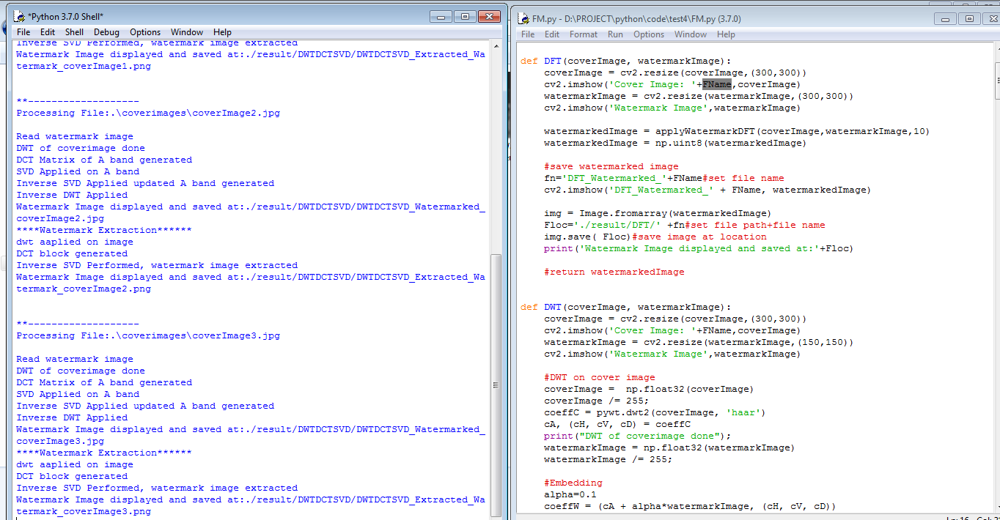 *Python 3.7.0 Shell*
File Edit Shell Debug Options Window Help
Inverse SVD Performed, watermark image extracted
Watermark Image displayed and saved at:./result/DWTDCTSVD/DWTDCTSVD_Extracted_Wa
termark_coverImage1.png
**-------------------
Processing File:.\coverimages\coverImage2.jpg
Read watermark image
DWT of coverimage done
DCT Matrix of A band generated
SVD Applied on A band
Inverse SVD Applied updated A band generated
Inverse DWT Applied
Watermark Image displayed and saved at:./result/DWTDCTSVD/DWTDCTSVD_Watermarked_
coverImage2.jpg
****Watermark Extraction******
dwt aaplied on image
DCT block generated
Inverse SVD Performed, watermark image extracted
Watermark Image displayed and saved at:./result/DWTDCTSVD/DWTDCTSVD_Extracted_Wa
termark_coverImage2.png
**-------------------
Processing File:.\coverimages\coverImage3.jpg
Read watermark image
DWT of coverimage done
DCT Matrix of A band generated
SVD Applied on A band
Inverse SVD Applied updated A band generated
Inverse DWT Applied
Watermark Image displayed and saved at:./result/DWTDCTSVD/DWTDCTSVD_Watermarked_
coverImage3.jpg
****Watermark Extraction******
dwt aaplied on image
DCT block generated
Inverse SVD Performed, watermark image extracted
Watermark Image displayed and saved at:./result/DWTDCTSVD/DWTDCTSVD_Extracted_Wa
termark_coverImage3.png
FM.py - D:\PROJECT\python\code\test4\FM.py (3.7.0)
File Edit Format Run Options Window Help
def DFT(coverImage, watermarkImage):
    coverImage = cv2.resize(coverImage,(300,300))
    cv2.imshow('Cover Image: '+FName,coverImage)
    watermarkImage = cv2.resize(watermarkImage,(300,300))
    cv2.imshow('Watermark Image',watermarkImage)
    watermarkedImage = applyWatermarkDFT(coverImage,watermarkImage,10)
    watermarkedImage = np.uint8(watermarkedImage)
    #save watermarked image
    fn='DFT_Watermarked_'+FName#set file name
    cv2.imshow('DFT_Watermarked_' + FName, watermarkedImage)
    img = Image.fromarray(watermarkedImage)
    Floc='./result/DFT/' +fn#set file path+file name
    img.save( Floc)#save image at location
    print('Watermark Image displayed and saved at:'+Floc)
    #return watermarkedImage
def DWT(coverImage, watermarkImage):
    coverImage = cv2.resize(coverImage,(300,300))
    cv2.imshow('Cover Image: '+FName,coverImage)
    watermarkImage = cv2.resize(watermarkImage,(150,150))
    cv2.imshow('Watermark Image',watermarkImage)
    #DWT on cover image
    coverImage =  np.float32(coverImage)
    coverImage /= 255;
    coeffC = pywt.dwt2(coverImage, 'haar')
    cA, (cH, cV, cD) = coeffC
    print("DWT of coverimage done");
    watermarkImage = np.float32(watermarkImage)
    watermarkImage /= 255;
    #Embedding
    alpha=0.1
    coeffW = (cA + alpha*watermarkImage, (cH, cV, cD))